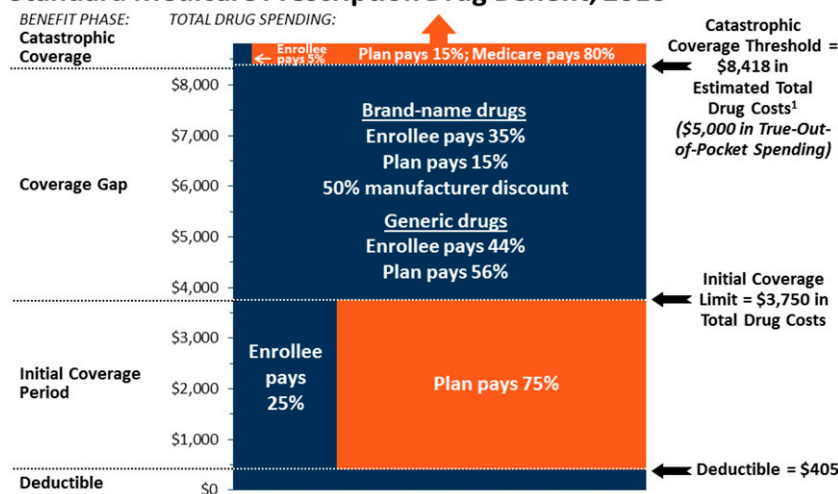 BENEFIT PHASE: TOTAL DRUG SPENDING:
Catastrophic
Coverage
Enrollee
pays 5%
Plan pays 15%; Medicare pays 80%
Catastrophic
Coverage Threshold =
$8,418 in
Estimated Total
Drug Costs1
($5,000 in True-Out-
of-Pocket Spending)
$8,000
$7,000
$6,000
$5,000
$4,000
$3,000
$2,000
$1,000
$0
Coverage Gap
Brand-name drugs
Enrollee pays 35%
Plan pays 15%
50% manufacturer discount
Generic drugs
Enrollee pays 44%
Plan pays 56%
Initial Coverage
Limit = $3,750 in
Total Drug Costs
Initial Coverage
Period
Enrollee
pays
25%
Plan pays 75%
Deductible
Deductible = $405